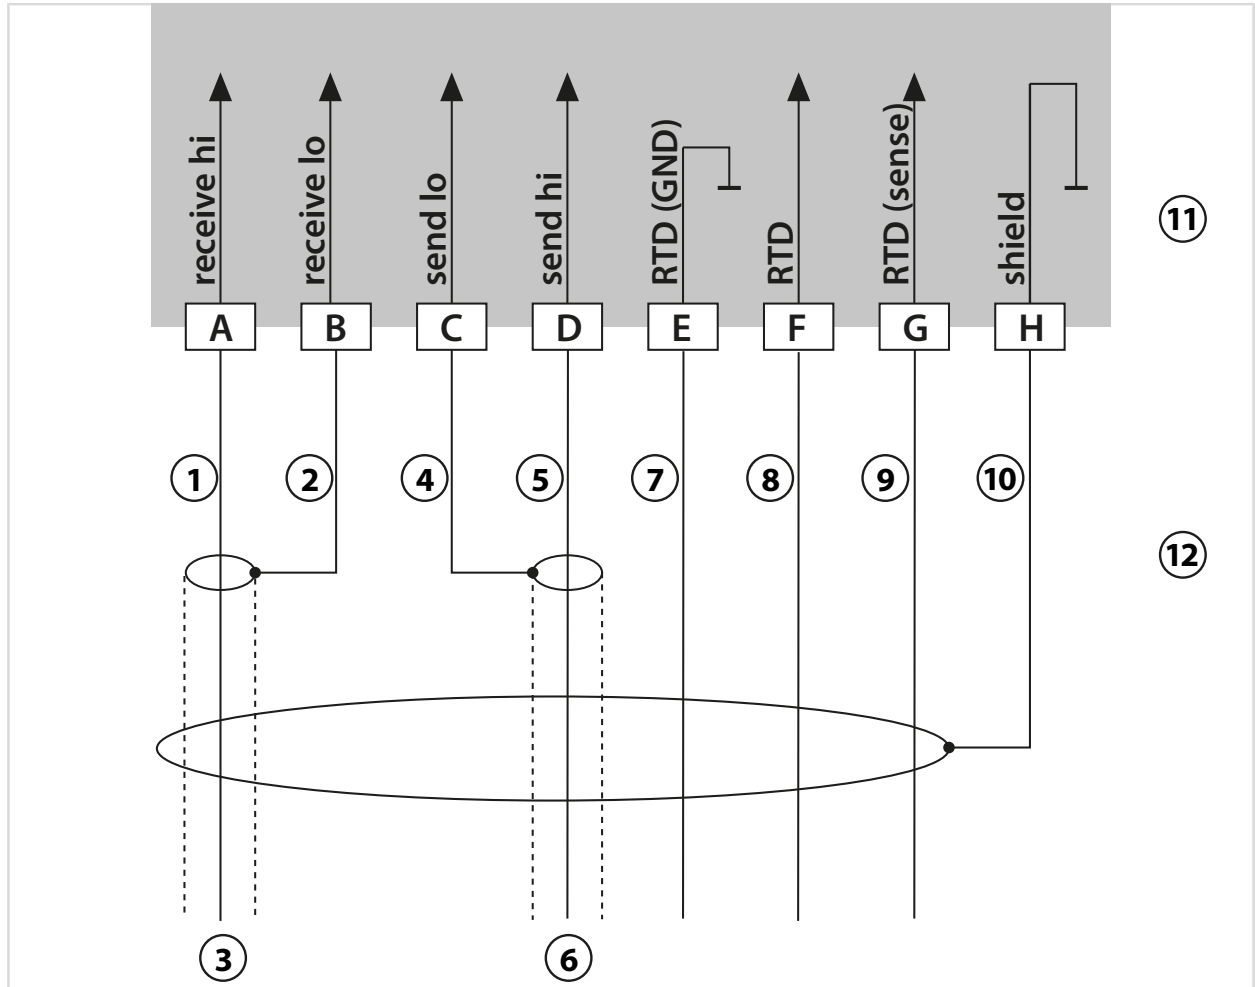 receive hi
receive lo
send lo
send hi
RTD (GND)
RTD
RTD (sense)
shield
11
A
B
C
D
E
F
G
H
1
2
4
5
7
8
9
10
12
3
6